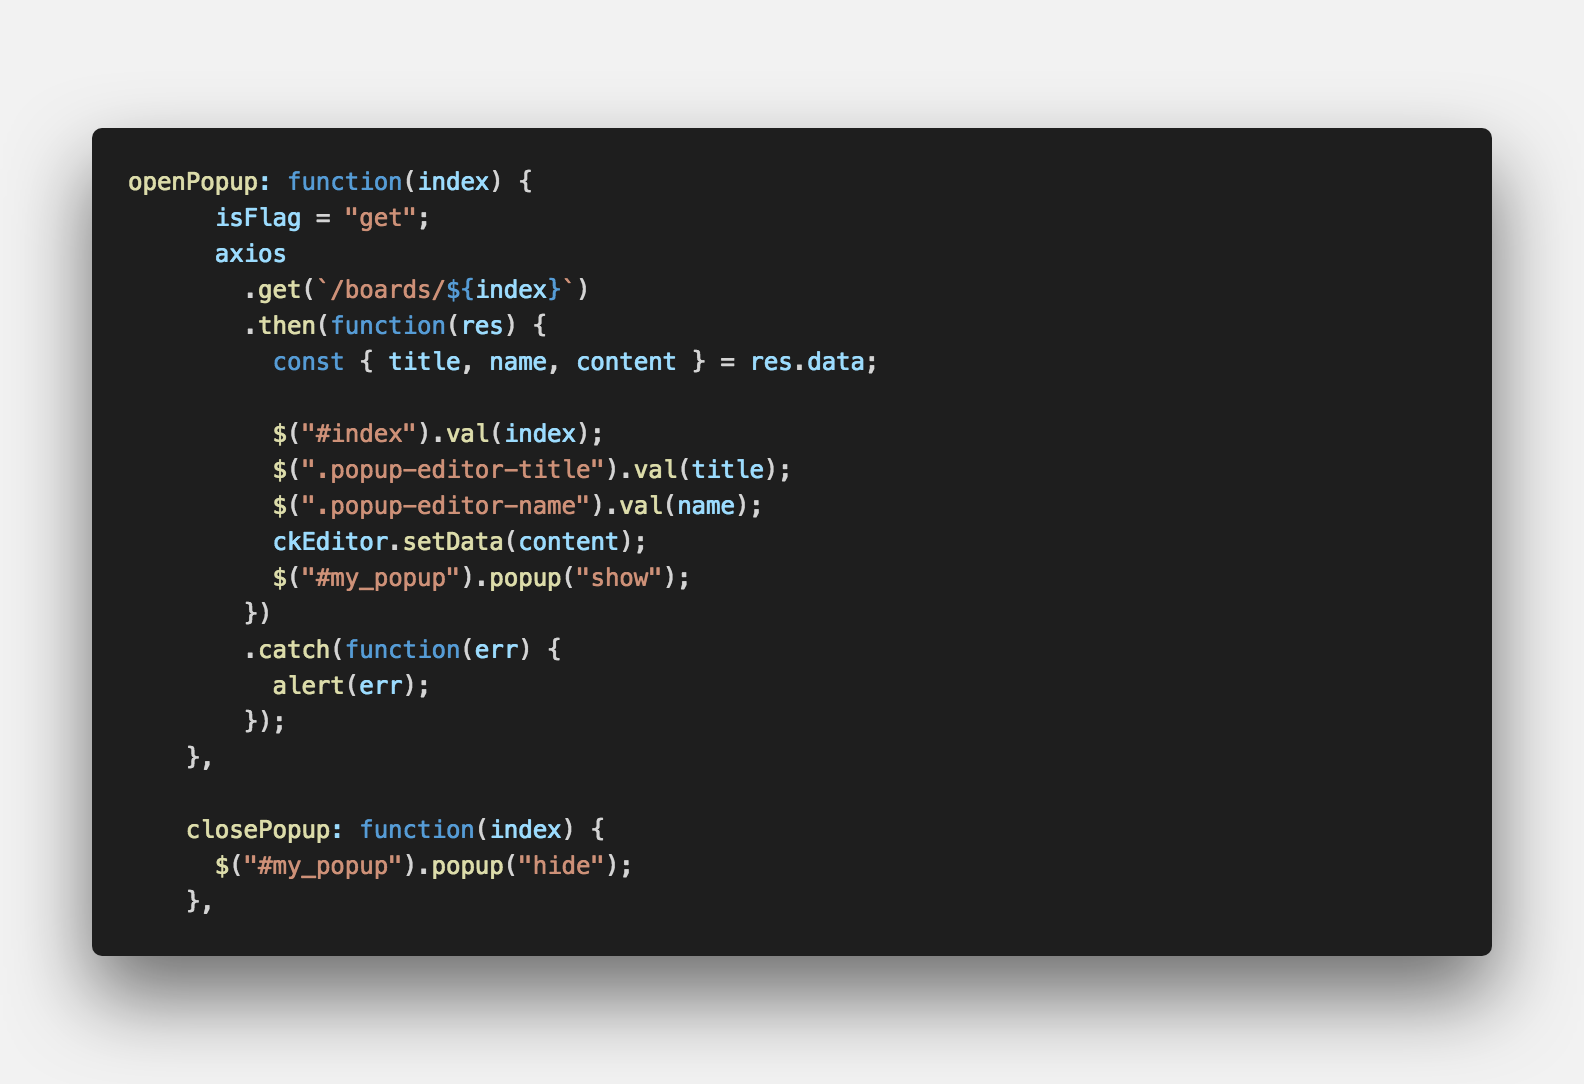 openPopup: function(index) {
      isFlag = "get";
      axios
        .get(`/boards/${index}`)
        .then(function(res) {
          const { title, name, content } = res.data;

          $("#index").val(index);
          $(".popup-editor-title").val(title);
          $(".popup-editor-name").val(name);
          ckEditor.setData(content);
          $("#my_popup").popup("show");
        })
        .catch(function(err) {
          alert(err);
        });
    },

    closePopup: function(index) {
      $("#my_popup").popup("hide");
    },